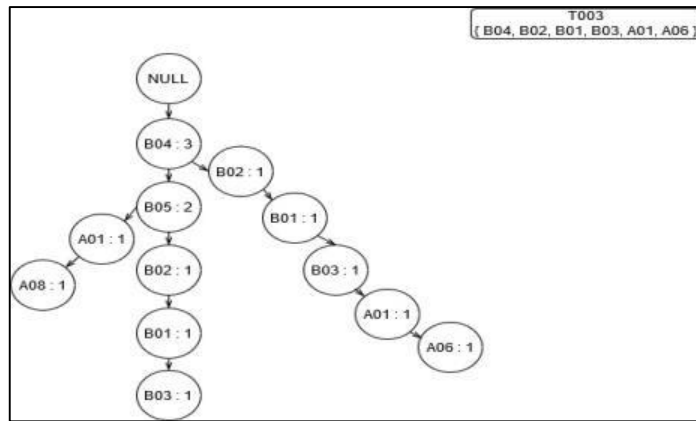 T003
{ B04, B02, B01, B03, A01, A06 }
NULL
B04 : 3
B02 : 1
B05 : 2
B01 : 1
A01 : 1
B02 : 1
B03 : 1
A08 : 1
A01 : 1
B01 : 1
A06 : 1
B03 : 1